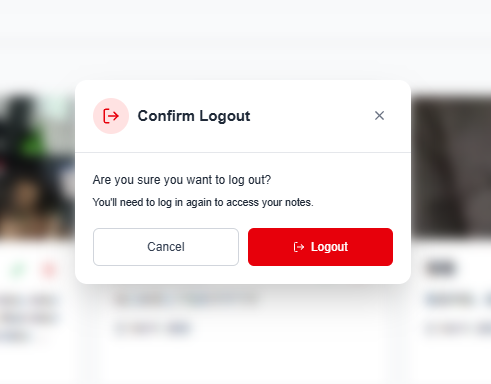 Confirm Logout
Are you sure you want to log out?
You'll need to log in again to access your notes.
Cancel
Logout